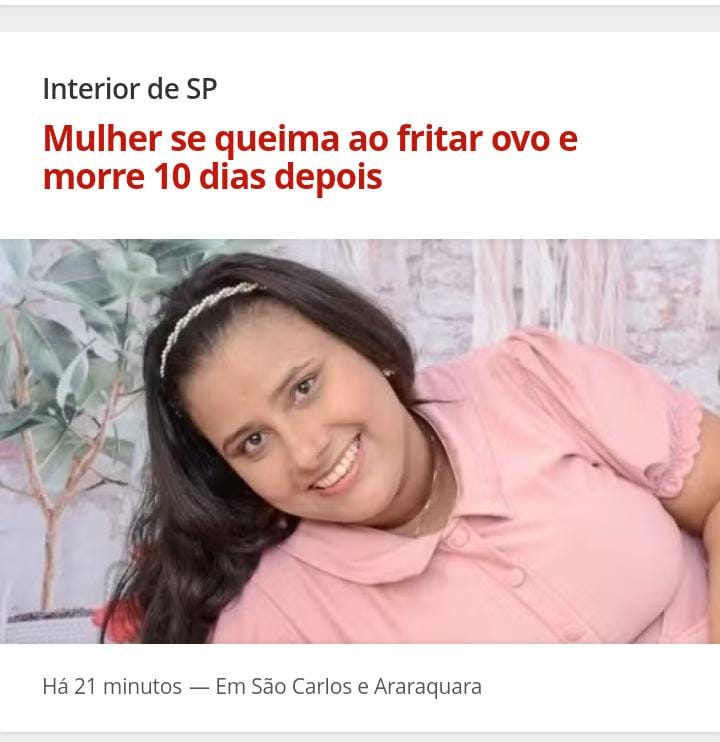 Interior de SP
Mulher se queima ao fritar ovo e
morre 10 dias depois
Há 21 minutos — Em São Carlos e Araraquara